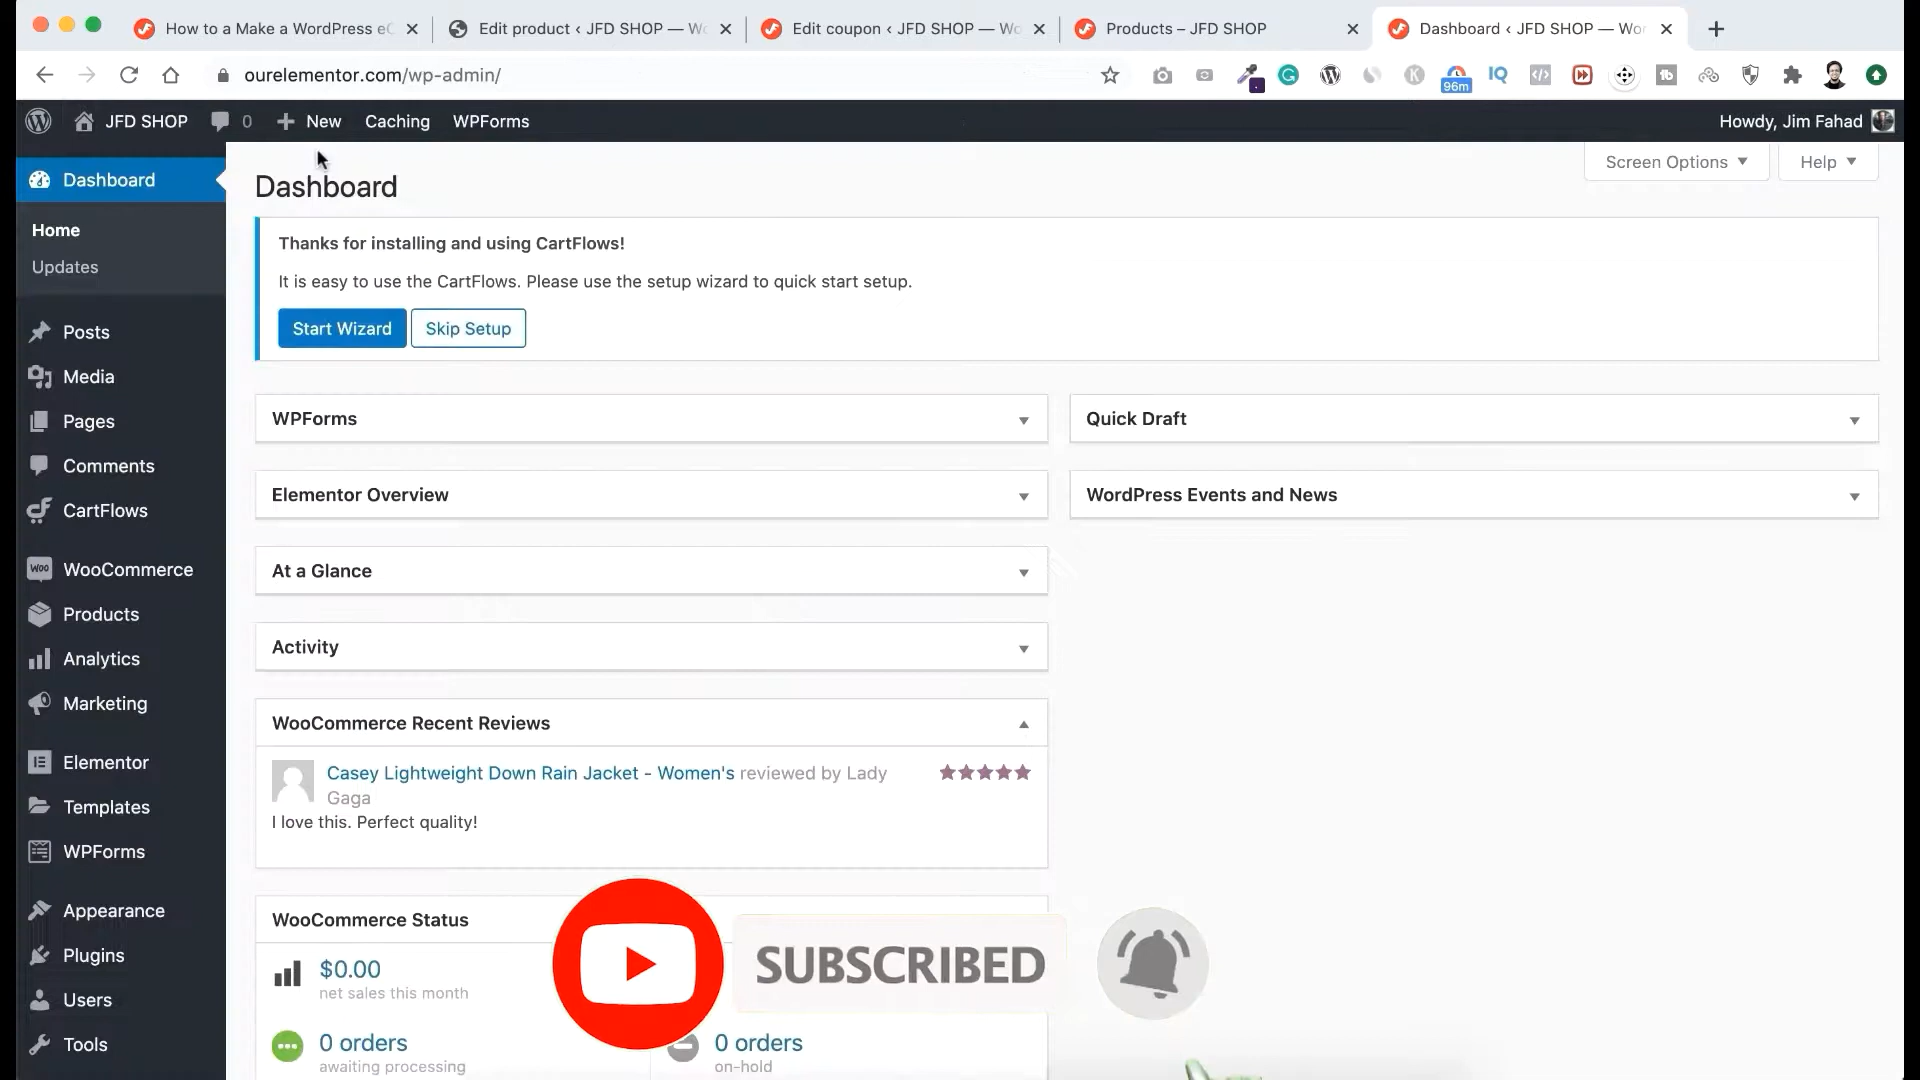 How to a Make a WordPress eC
Edit product ‹ JFD SHOP — Wo
Edit coupon ‹ JFD SHOP — Wo
Products – JFD SHOP
Dashboard ‹ JFD SHOP — Wor
ourelementor.com/wp-admin/
96m
IQ
JFD SHOP
0
New
Caching
WPForms
Howdy, Jim Fahad
Screen Options
Help
Dashboard
Home
Updates
Posts
Media
Pages
Comments
CartFlows
WooCommerce
Products
Analytics
Marketing
Elementor
Templates
WPForms
Appearance
Plugins
Users
Tools
Dashboard
Thanks for installing and using CartFlows!
It is easy to use the CartFlows. Please use the setup wizard to quick start setup.
Start Wizard
Skip Setup
WPForms
Quick Draft
Elementor Overview
WordPress Events and News
At a Glance
Activity
WooCommerce Recent Reviews
Casey Lightweight Down Rain Jacket - Women's reviewed by Lady
Gaga
I love this. Perfect quality!
WooCommerce Status
$0.00
net sales this month
0 orders
awaiting processing
0 orders
on-hold
SUBSCRIBED